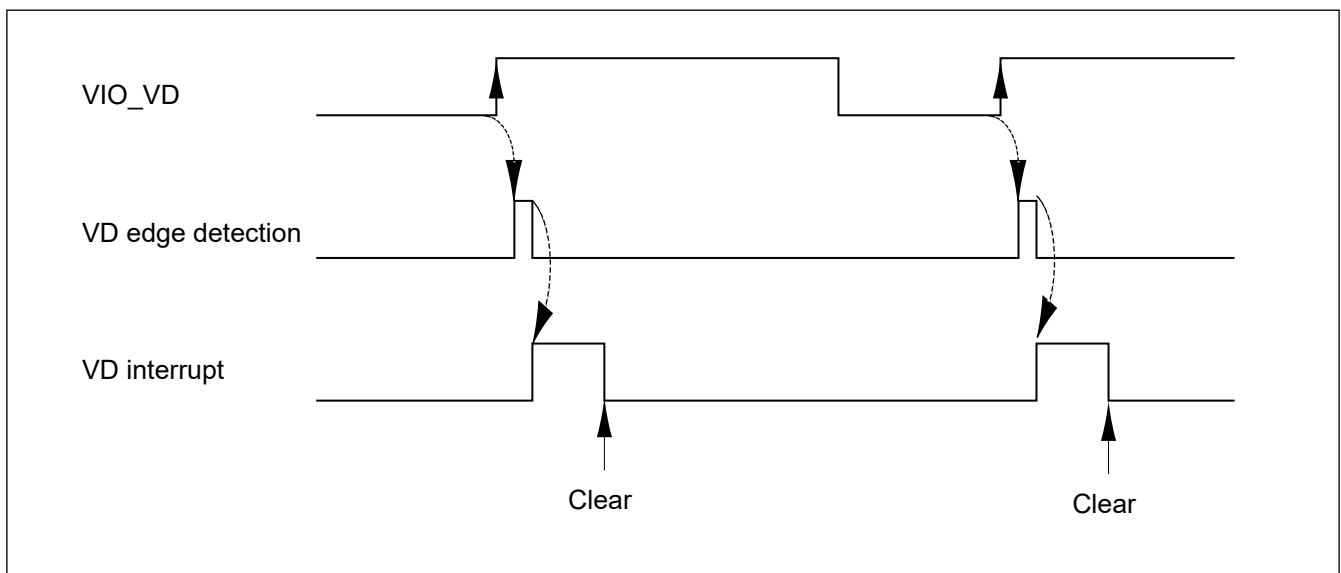 VIO_VD
VD edge detection
VD interrupt
Clear
Clear